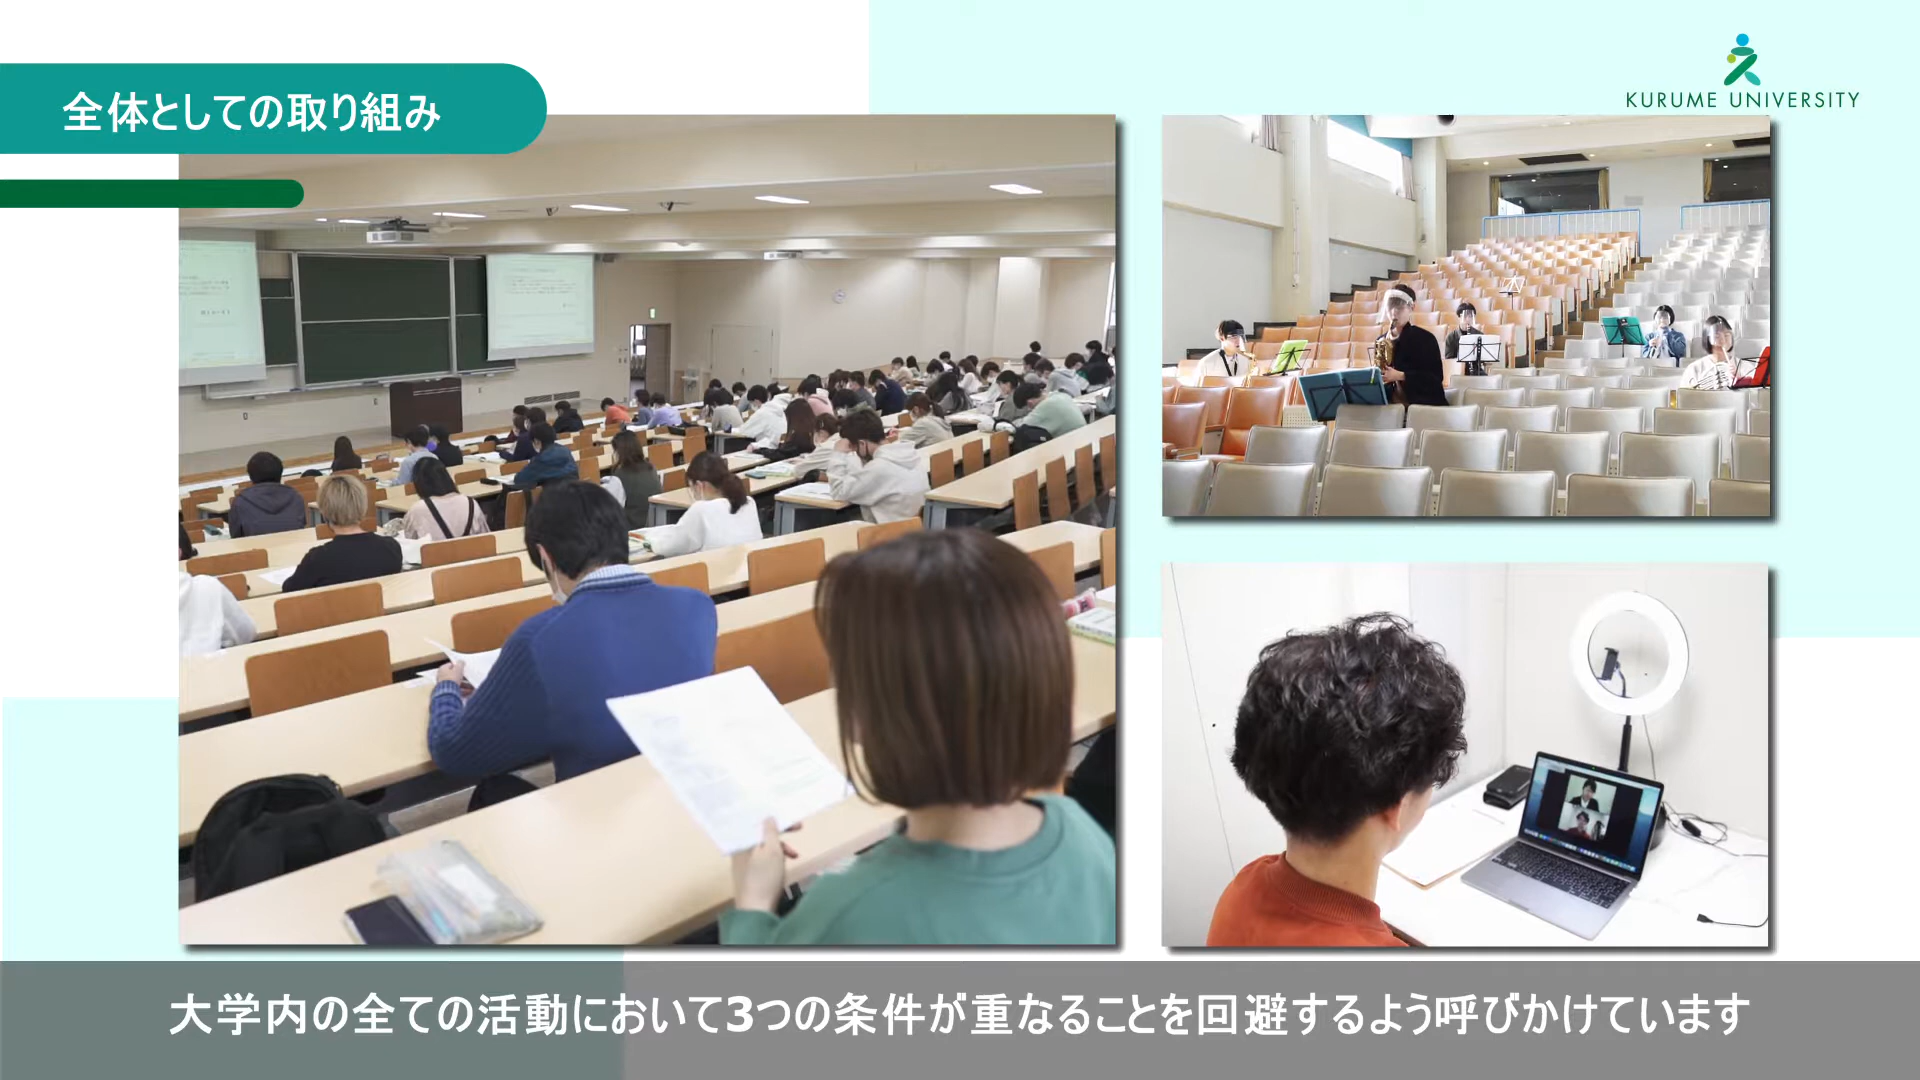 全体としての取り組み
KURUME UNIVERSITY
大学内の全ての活動において3つの条件が重なることを回避するよう呼びかけています